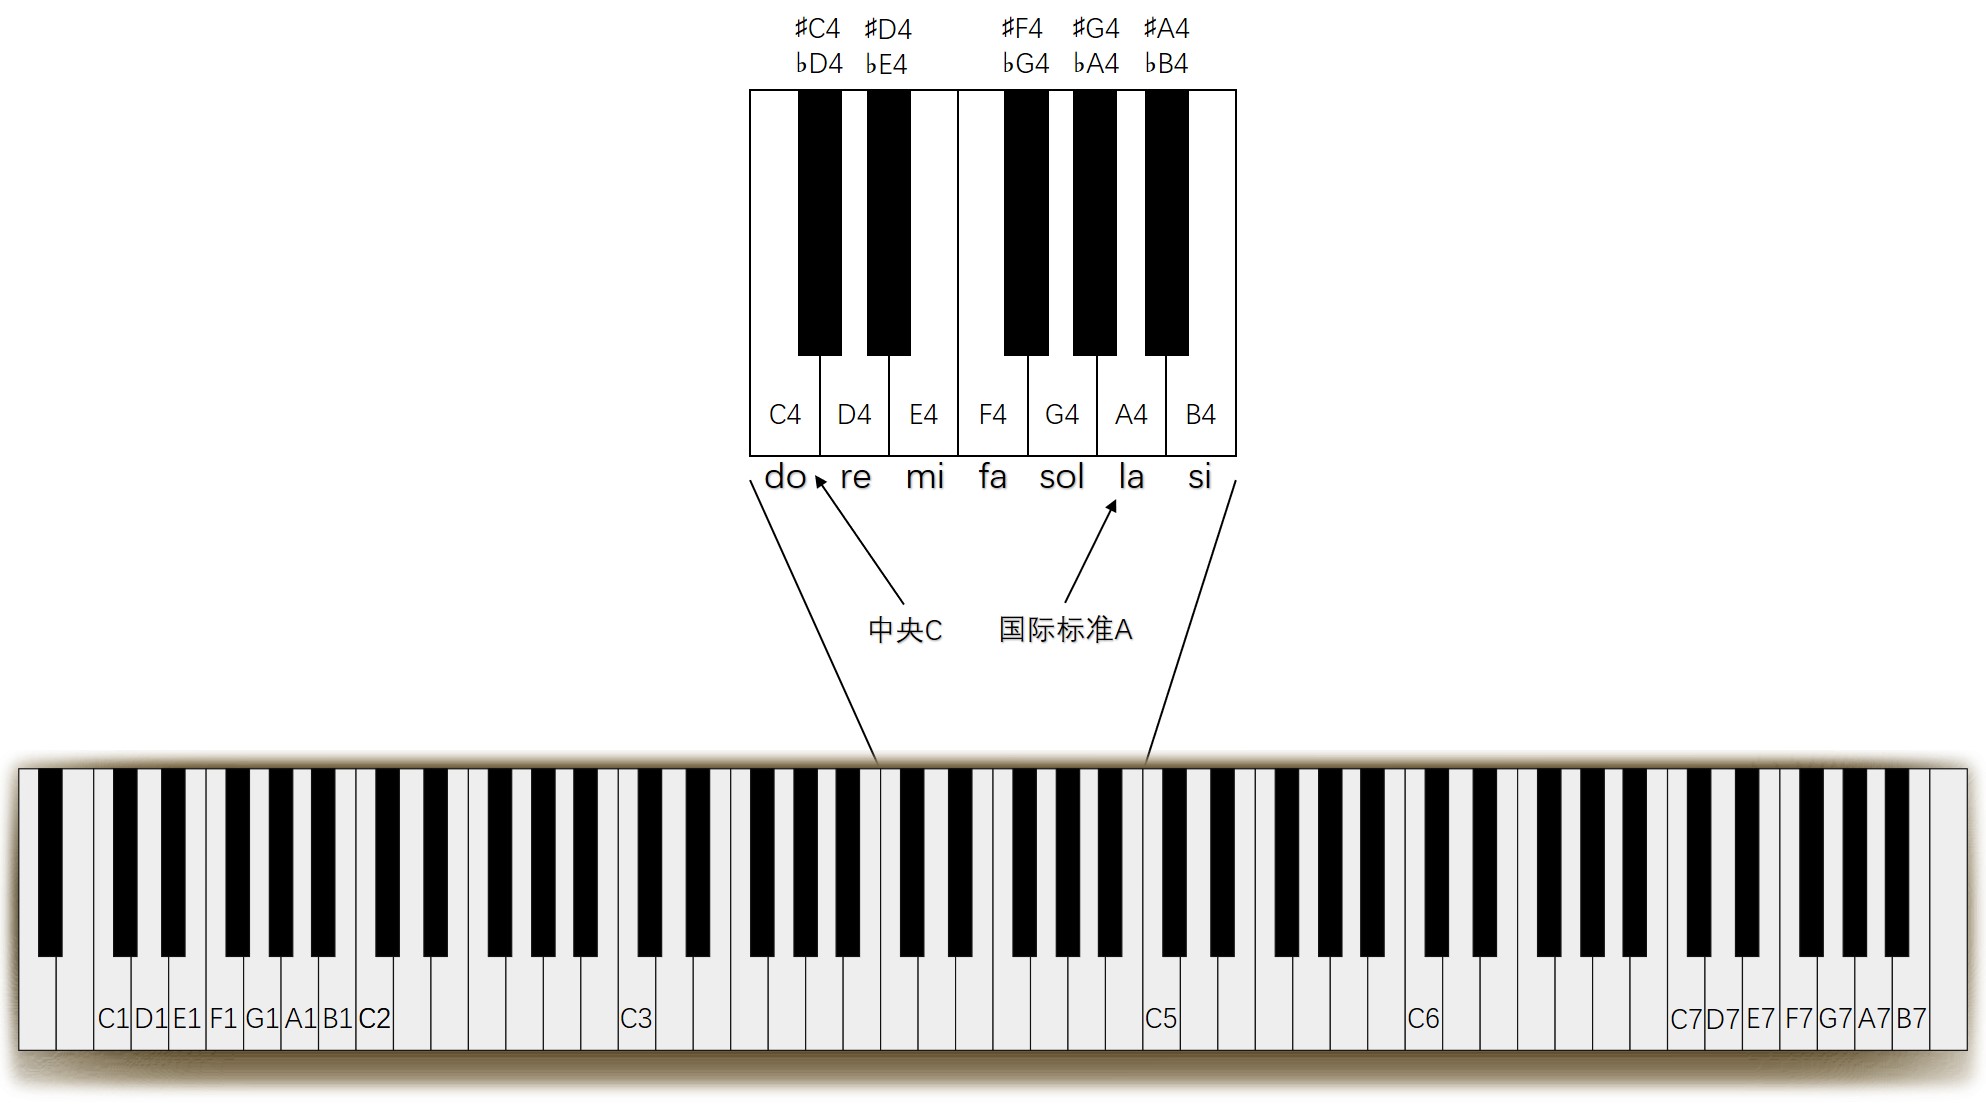 ♯C4 ♯D4 ♯F4 ♯G4 ♯A4
♭D4 ♭E4 ♭G4 ♭A4 ♭B4
C4 D4 E4 F4 G4 A4 B4
do re mi fa sol la si
中央C 国际标准A
C1 D1 E1 F1 G1 A1 B1 C2 C3 C5 C6 C7 D7 E7 F7 G7 A7 B7